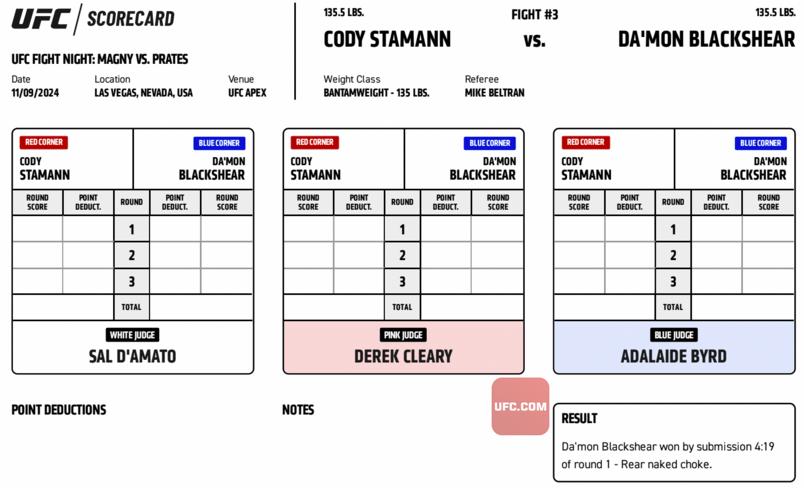 UFC / SCORECARD
UFC FIGHT NIGHT: MAGNY VS. PRATES
Date Location Venue
11/09/2024 LAS VEGAS, NEVADA, USA UFC APEX
135.5 LBS. FIGHT #3 135.5 LBS.
CODY STAMANN vs. DA'MON BLACKSHEAR
Weight Class Referee
BANTAMWEIGHT - 135 LBS. MIKE BELTRAN
RED CORNER BLUE CORNER
CODY DA'MON
STAMANN BLACKSHEAR
ROUND POINT ROUND POINT ROUND
SCORE DEDUCT. DEDUCT. SCORE
1
2
3
TOTAL
WHITE JUDGE
SAL D'AMATO
RED CORNER BLUE CORNER
CODY DA'MON
STAMANN BLACKSHEAR
ROUND POINT ROUND POINT ROUND
SCORE DEDUCT. DEDUCT. SCORE
1
2
3
TOTAL
PINK JUDGE
DEREK CLEARY
RED CORNER BLUE CORNER
CODY DA'MON
STAMANN BLACKSHEAR
ROUND POINT ROUND POINT ROUND
SCORE DEDUCT. DEDUCT. SCORE
1
2
3
TOTAL
BLUE JUDGE
ADALAIDE BYRD
POINT DEDUCTIONS
NOTES
UFC.COM
RESULT
Da'mon Blackshear won by submission 4:19
of round 1 - Rear naked choke.